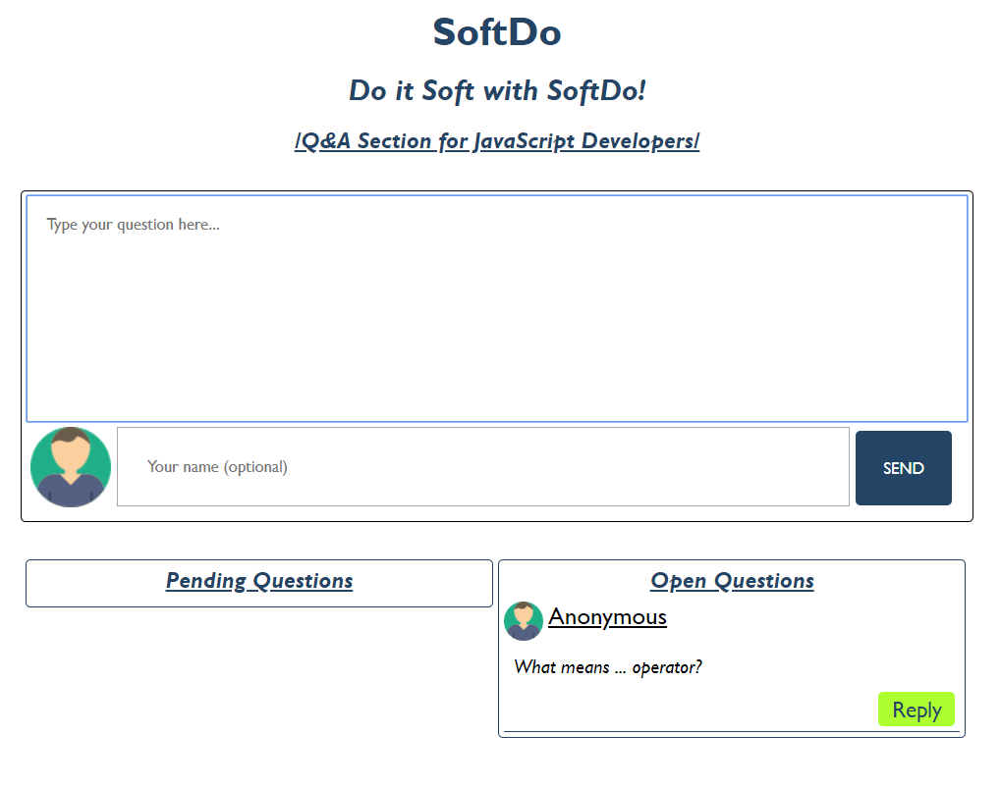 SoftDo
Do it Soft with SoftDo!
/Q&A Section for JavaScript Developers/
Type your question here...
Your name (optional)
SEND
Pending Questions
Open Questions
Anonymous
What means ... operator?
Reply